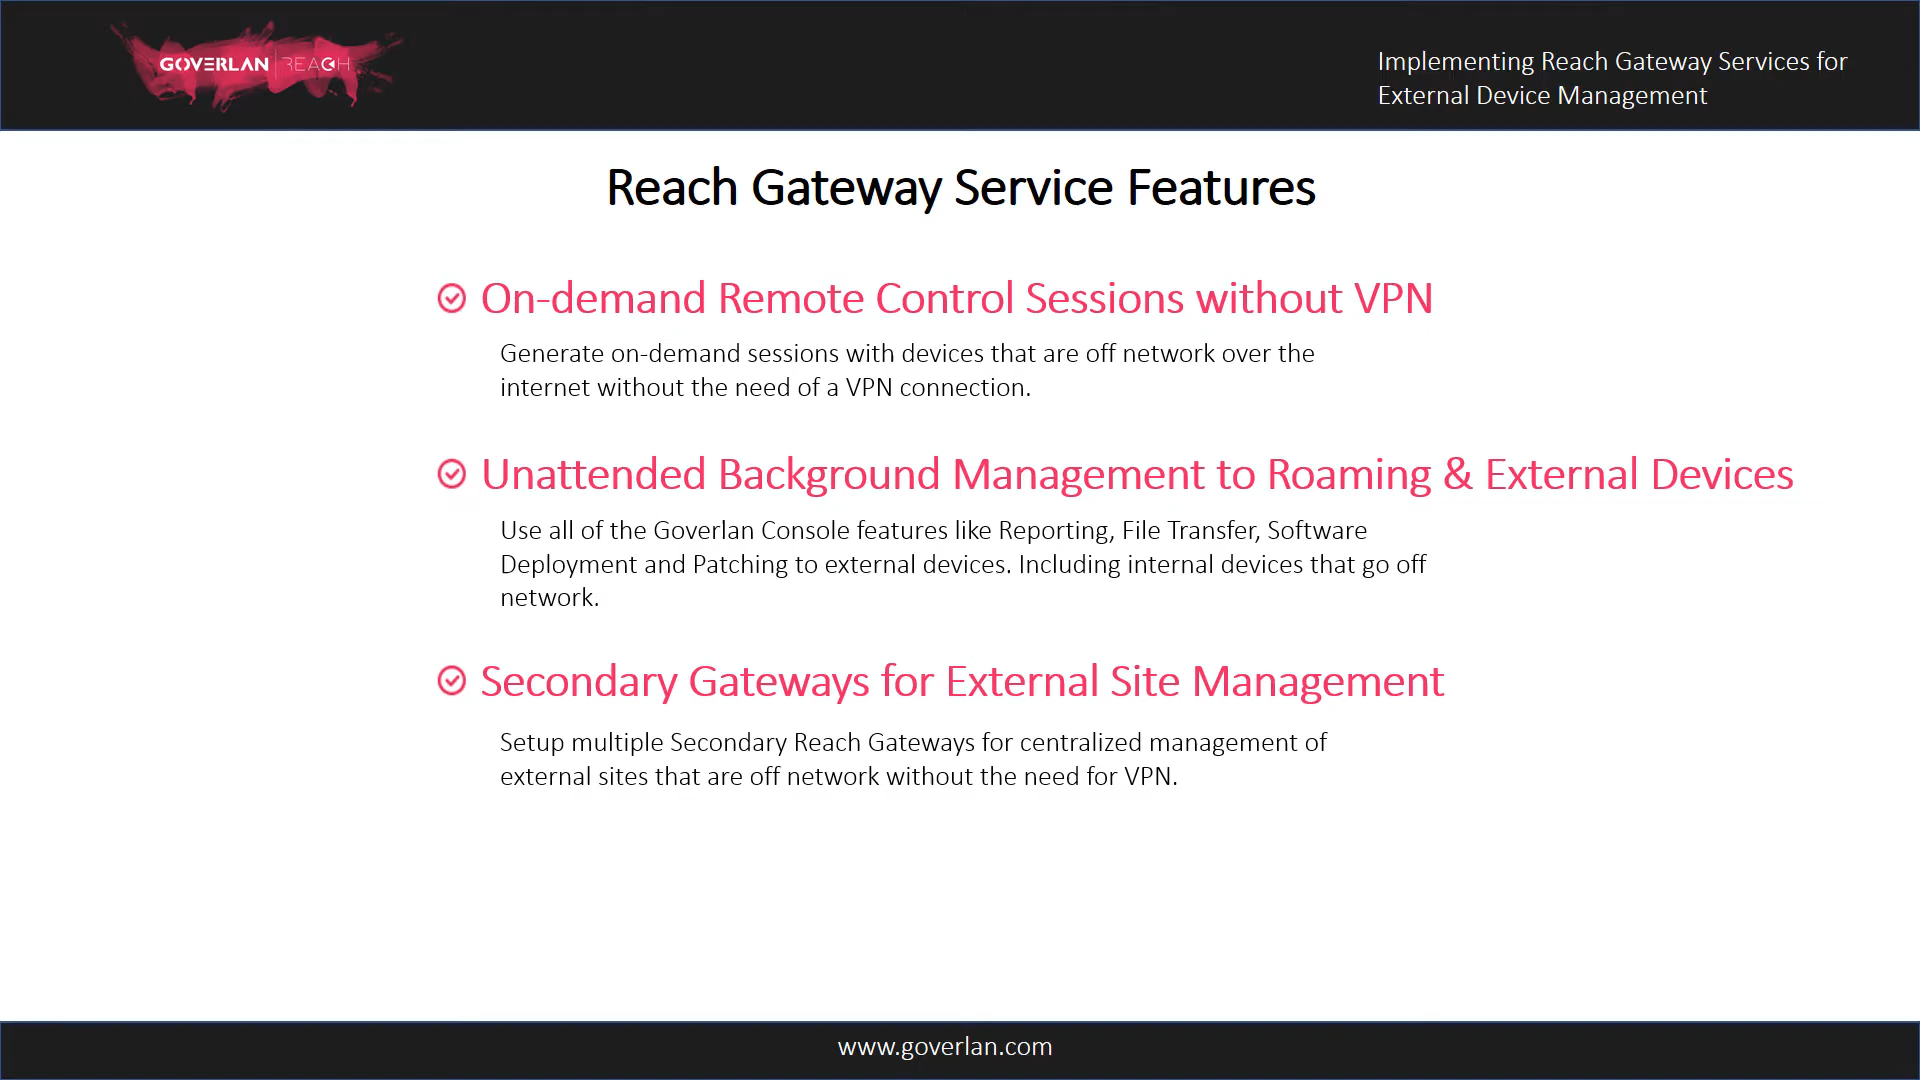 GOVERLAN REACH
Implementing Reach Gateway Services for
External Device Management
Reach Gateway Service Features
On-demand Remote Control Sessions without VPN
Generate on-demand sessions with devices that are off network over the
internet without the need of a VPN connection.
Unattended Background Management to Roaming & External Devices
Use all of the Goverlan Console features like Reporting, File Transfer, Software
Deployment and Patching to external devices. Including internal devices that go off
network.
Secondary Gateways for External Site Management
Setup multiple Secondary Reach Gateways for centralized management of
external sites that are off network without the need for VPN.
www.goverlan.com